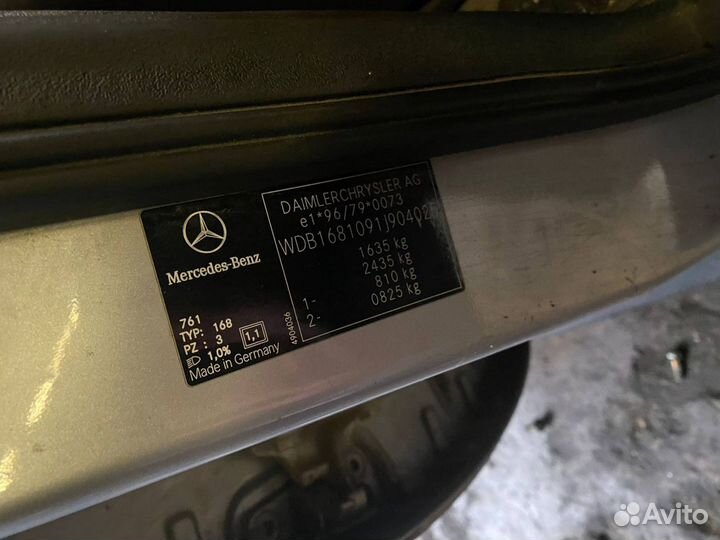 Mercedes-Benz
761
TYP: 168
PZ : 3
1,0%
1,1
Made in Germany
4904036
DAIMLERCHRYSLER AG
e1*96/79*0073
1635 kg
2435 kg
1- 810 kg
2- 0825 kg
Avito